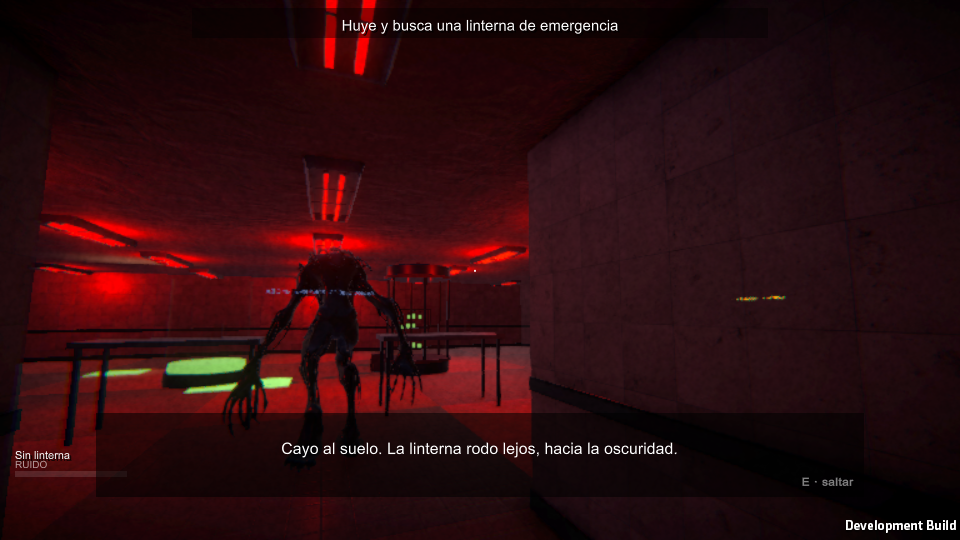 Huye y busca una linterna de emergencia
Cayo al suelo. La linterna rodo lejos, hacia la oscuridad.
Sin linterna
RUIDO
E · saltar
Development Build